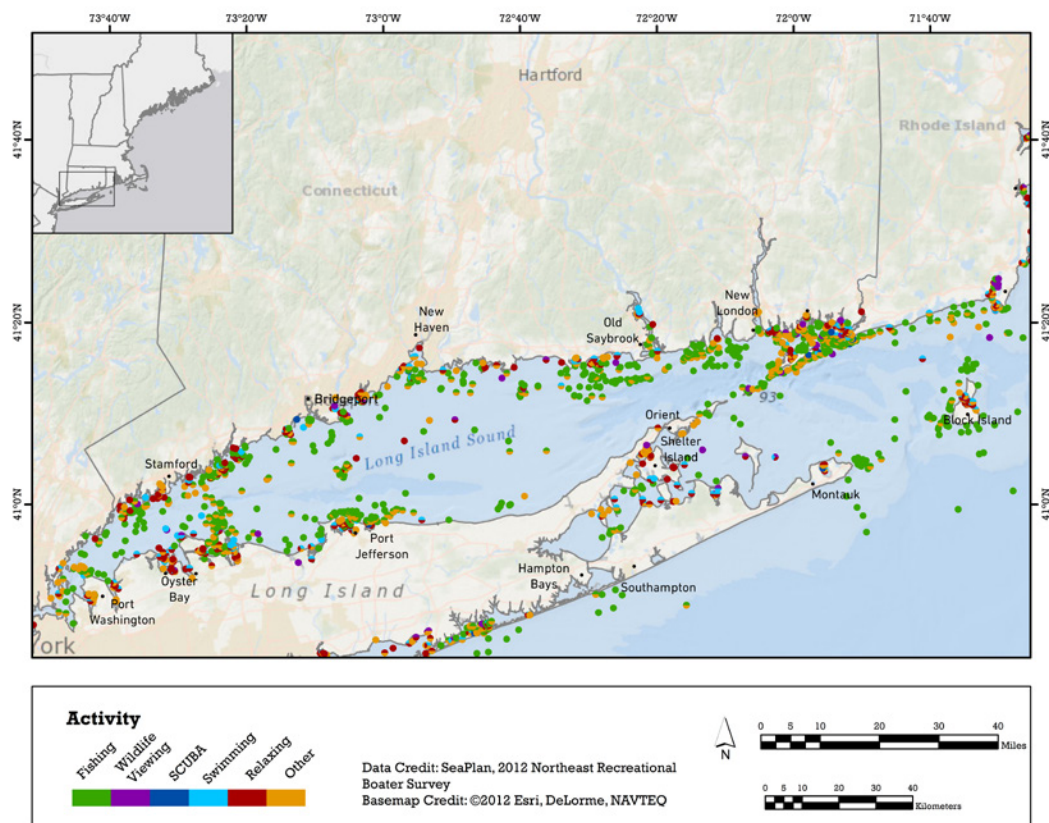 73°40'W
73°20'W
73°0'W
72°40'W
72°20'W
72°0'W
71°40'W
41°40'N
41°20'N
41°0'N
41°40'N
41°20'N
41°0'N
Hartford
Rhode Island
Connecticut
New
Haven
Old
Saybrook
New
London
Bridgeport
Long Island Sound
93
Orient
Shelter
Island
Block Island
Stamford
Montauk
Port
Jefferson
Hampton
Bays
Southampton
Oyster
Bay
Long Island
Port
Washington
York
Activity
Fishing
Wildlife
Viewing
SCUBA
Swimming
Relaxing
Other
Data Credit: SeaPlan, 2012 Northeast Recreational
Boater Survey
Basemap Credit: ©2012 Esri, DeLorme, NAVTEQ
N
0 5 10 20 30 40
Miles
0 5 10 20 30 40
Kilometers